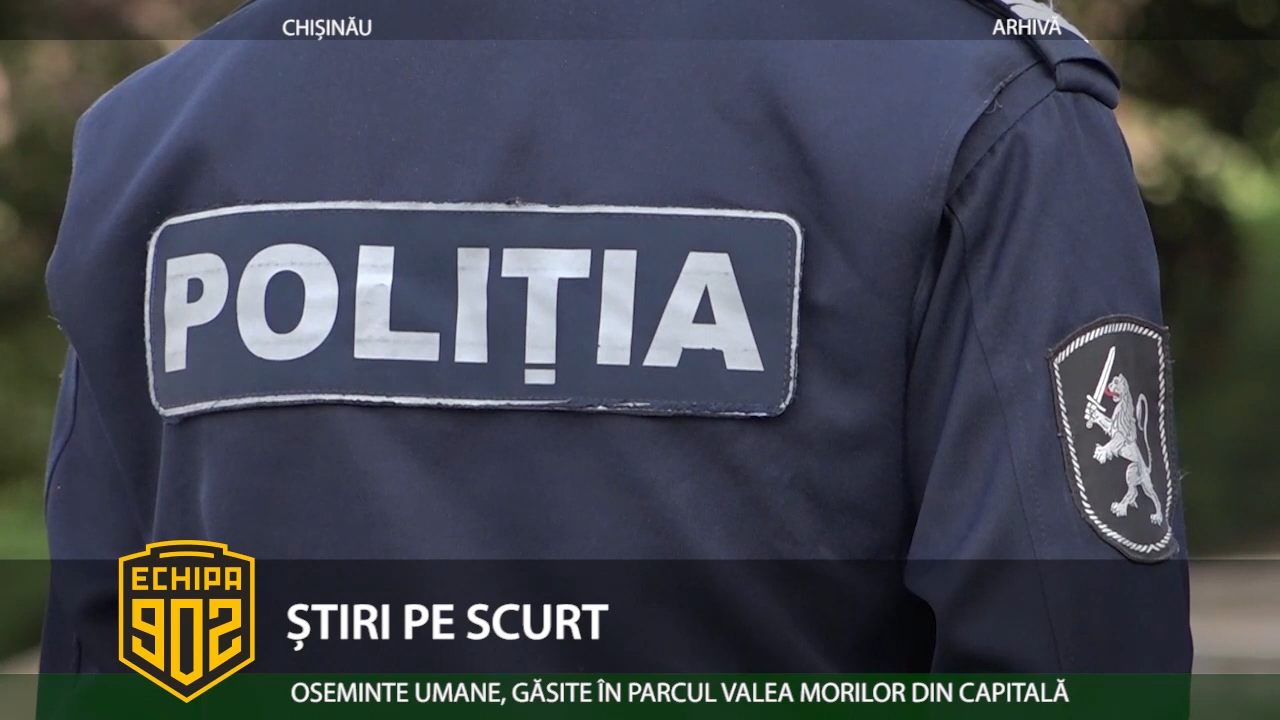 CHIȘINĂU
ARHIVĂ
POLIȚIA
ECHIPA
902
ȘTIRI PE SCURT
OSEMINTE UMANE, GĂSITE ÎN PARCUL VALEA MORILOR DIN CAPITALĂ